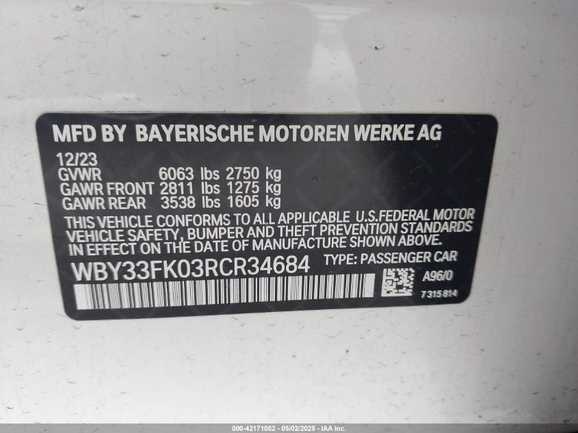 MFD BY BAYERISCHE MOTOREN WERKE AG
12/23
GVWR 6063 lbs 2750 kg
GAWR FRONT 2811 lbs 1275 kg
GAWR REAR 3538 lbs 1605 kg
THIS VEHICLE CONFORMS TO ALL APPLICABLE U.S.FEDERAL MOTOR
VEHICLE SAFETY, BUMPER AND THEFT PREVENTION STANDARDS
IN EFFECT ON THE DATE OF MANUFACTURE SHOWN ABOVE.
WBY33FK03RCR34684 TYPE: PASSENGER CAR
A96/0
7315814
000-42171002 - 05/02/2025 - IAA Inc.